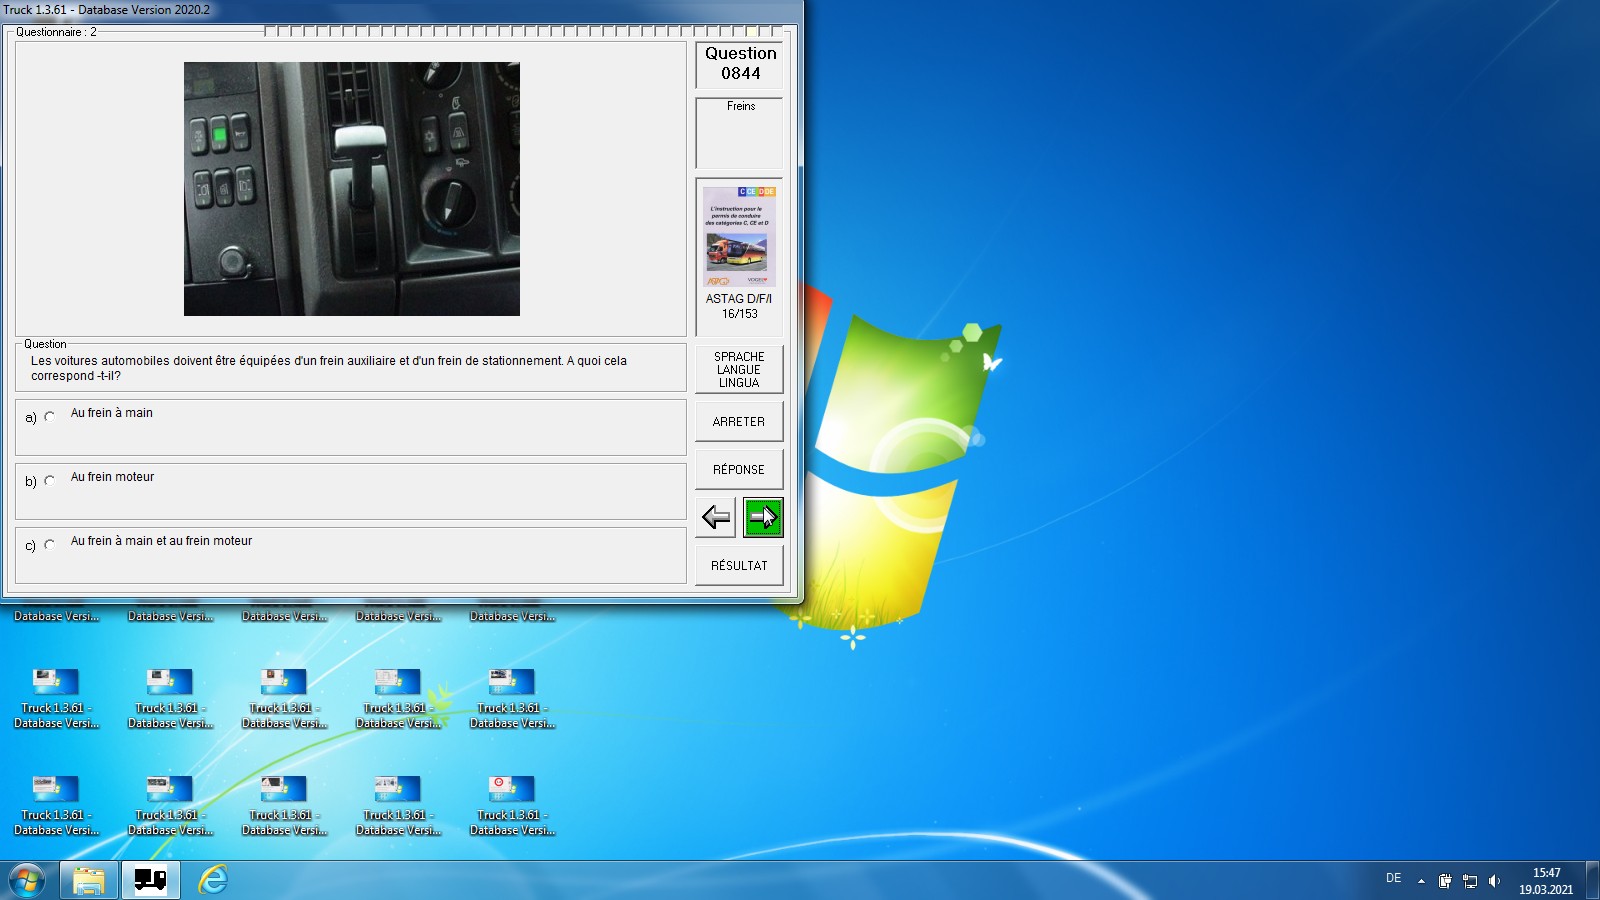 Truck 1.3.61 - Database Version 2020.2
Questionnaire : 2
Question
0844
Freins
C CE D DE
L'instruction pour le
permis de conduire
des catégories C, CE et D
ASTAG D/F/I
16/153
Question
Les voitures automobiles doivent être équipées d'un frein auxiliaire et d'un frein de stationnement. A quoi cela
correspond -t-il?
SPRACHE
LANGUE
LINGUA
a) Au frein à main
ARRETER
b) Au frein moteur
RÉPONSE
c) Au frein à main et au frein moteur
RÉSULTAT
Database Versi... Database Versi... Database Versi... Database Versi... Database Versi...
Truck 1.3.61 - Truck 1.3.61 - Truck 1.3.61 - Truck 1.3.61 - Truck 1.3.61 -
Database Versi... Database Versi... Database Versi... Database Versi... Database Versi...
Truck 1.3.61 - Truck 1.3.61 - Truck 1.3.61 - Truck 1.3.61 - Truck 1.3.61 -
Database Versi... Database Versi... Database Versi... Database Versi... Database Versi...
DE
15:47
19.03.2021